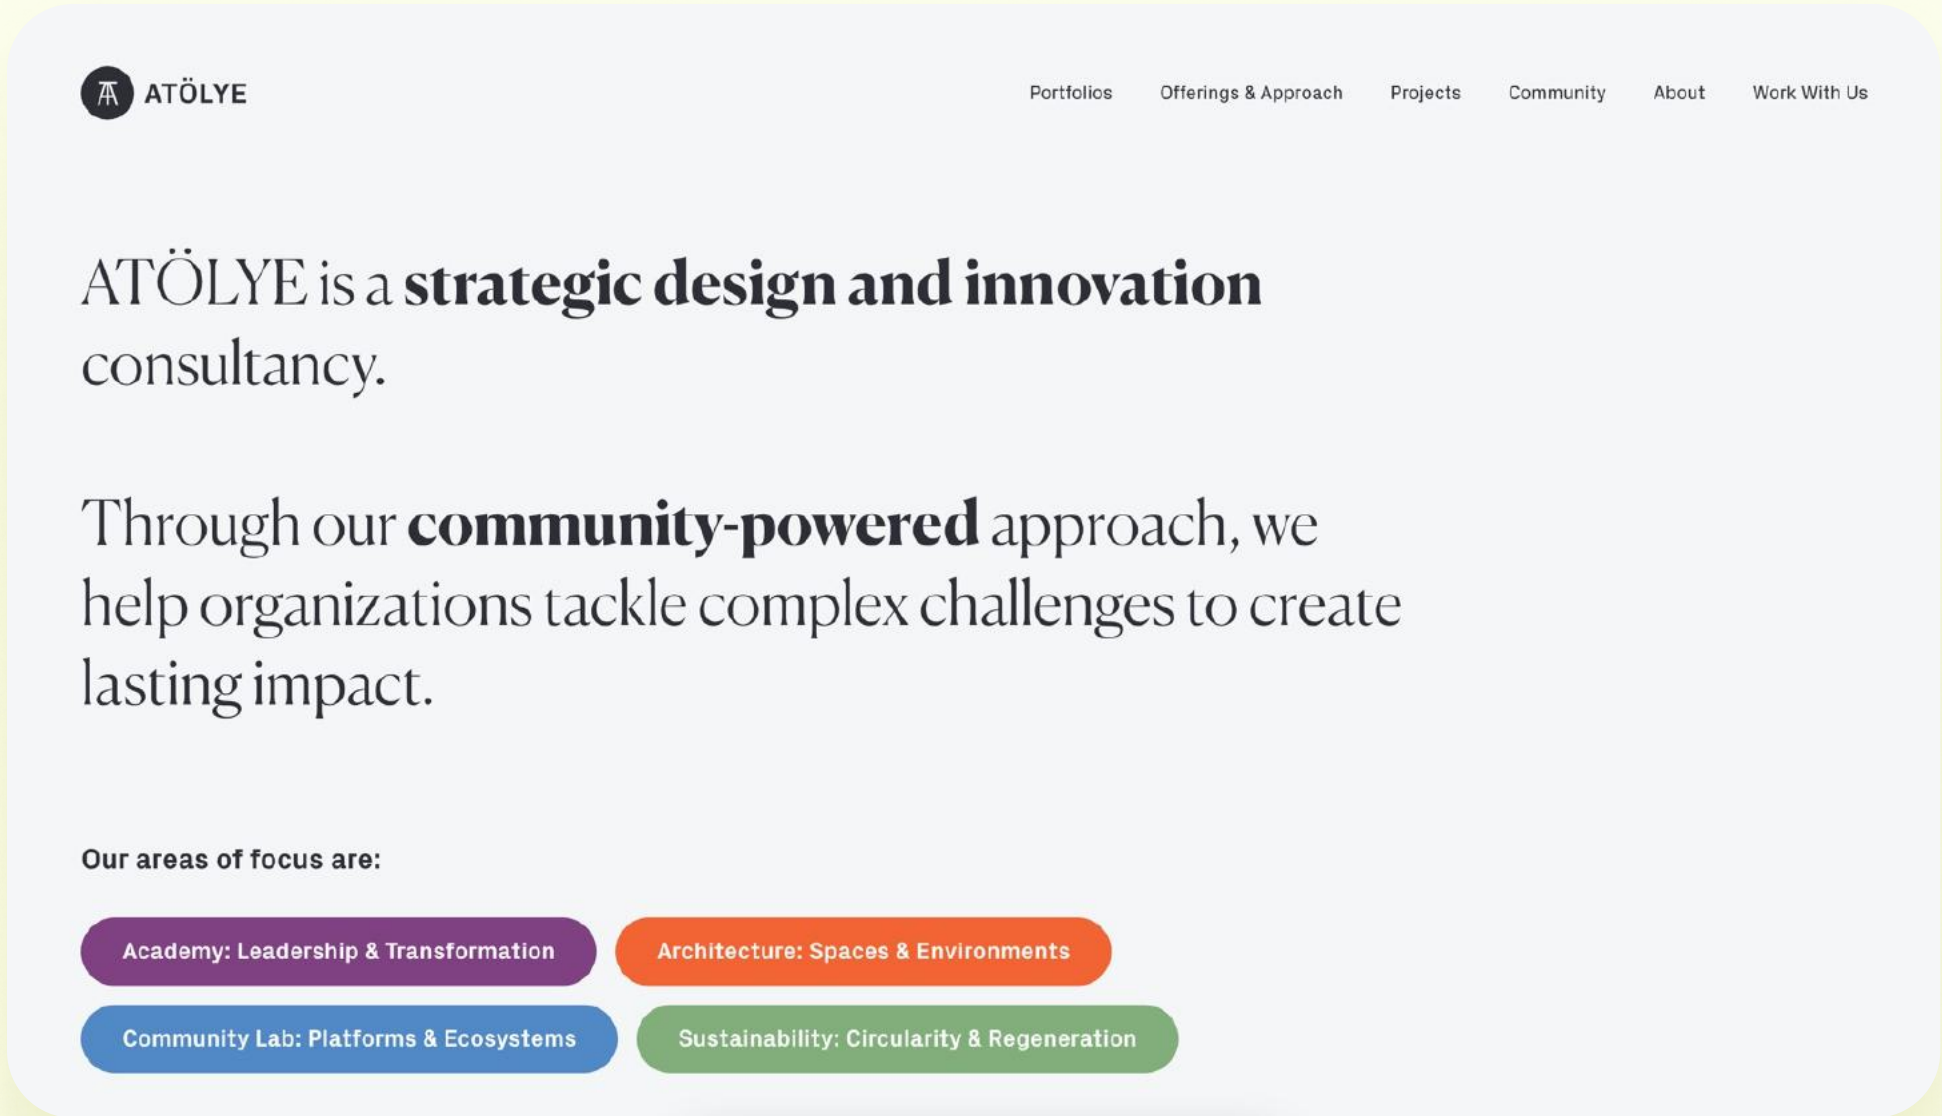 ATÖLYE
Portfolios
Offerings & Approach
Projects
Community
About
Work With Us
ATÖLYE is a strategic design and innovation
consultancy.
Through our community-powered approach, we
help organizations tackle complex challenges to create
lasting impact.
Our areas of focus are:
Academy: Leadership & Transformation
Architecture: Spaces & Environments
Community Lab: Platforms & Ecosystems
Sustainability: Circularity & Regeneration